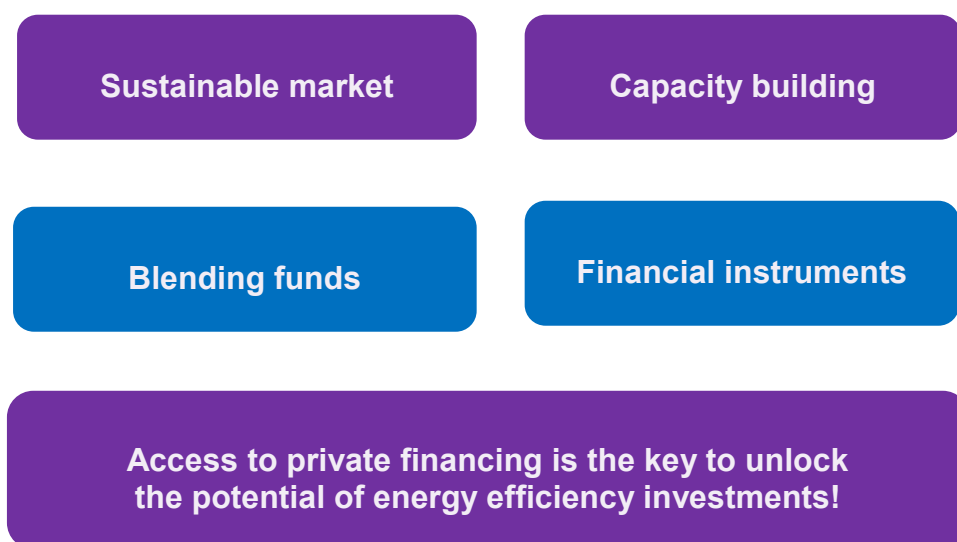 Sustainable market
Capacity building
Blending funds
Financial instruments
Access to private financing is the key to unlock
the potential of energy efficiency investments!